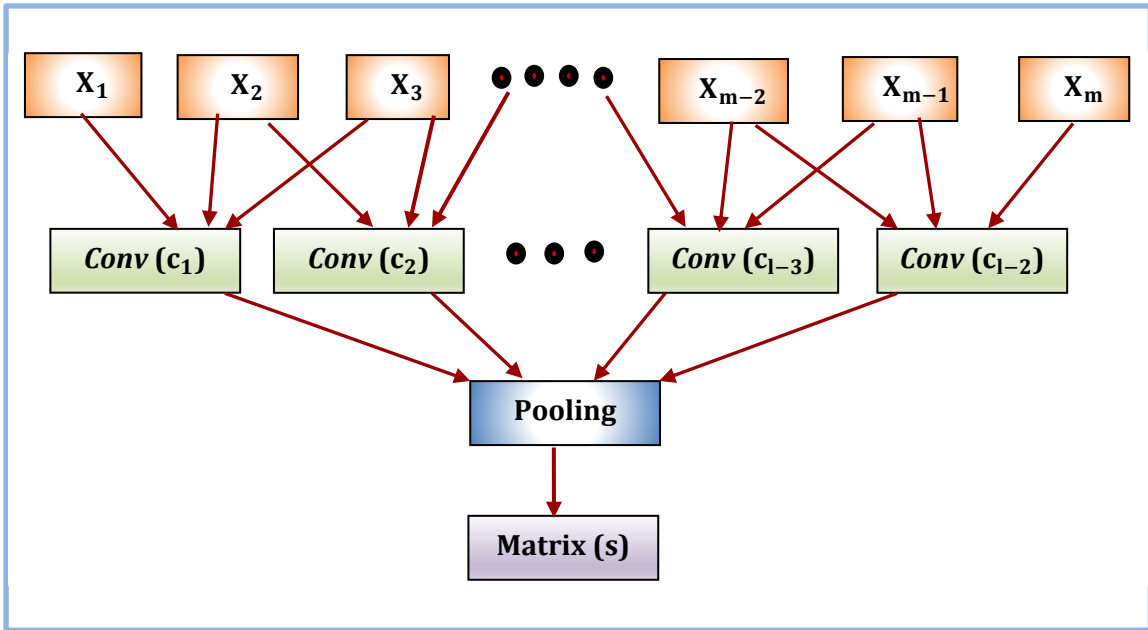 X₁ X₂ X₃ Xₘ₋₂ Xₘ₋₁ Xₘ
Conv (c₁) Conv (c₂) Conv (cₗ₋₃) Conv (cₗ₋₂)
Pooling
Matrix (s)